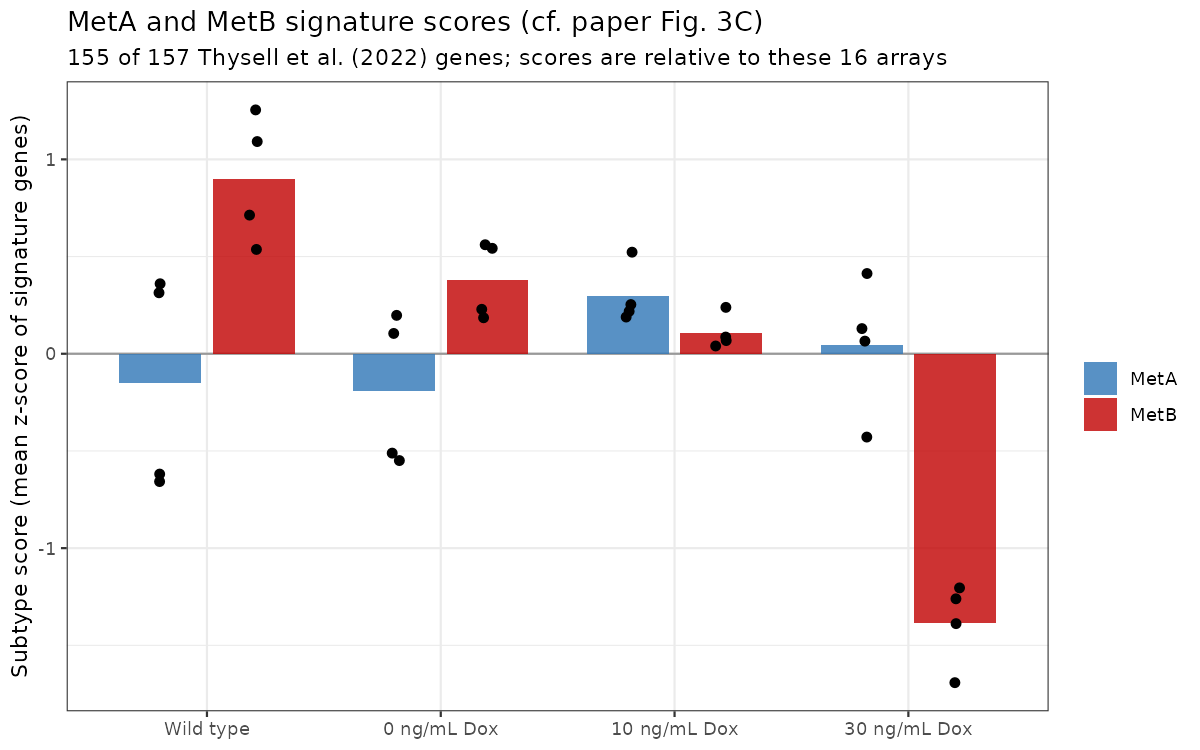 MetA and MetB signature scores (cf. paper Fig. 3C)
155 of 157 Thysell et al. (2022) genes; scores are relative to these 16 arrays
Subtype score (mean z-score of signature genes)
1
0
-1
Wild type
0 ng/mL Dox
10 ng/mL Dox
30 ng/mL Dox
MetA
MetB